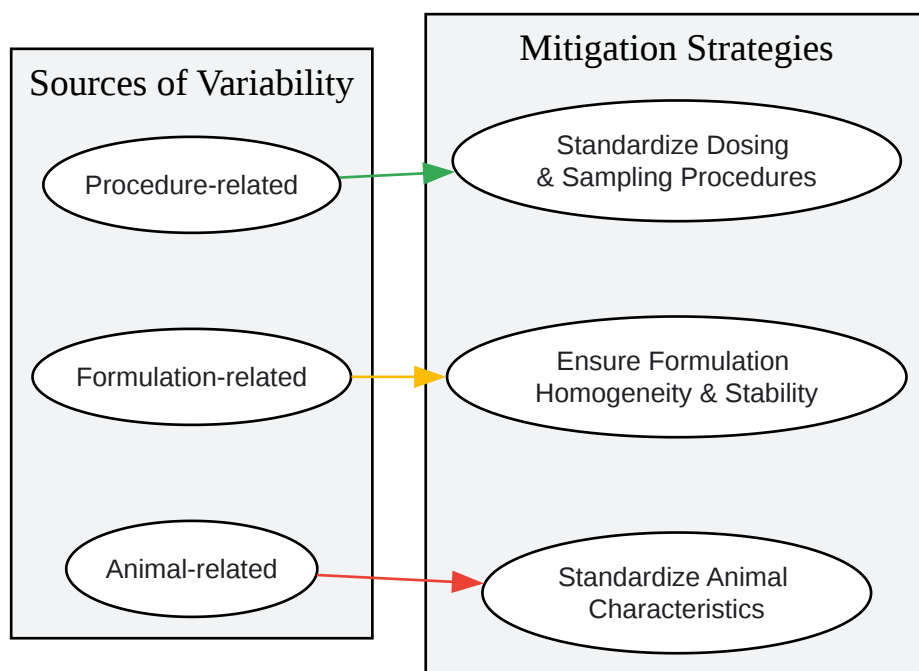 Sources of Variability
Procedure-related
Formulation-related
Animal-related
Mitigation Strategies
Standardize Dosing
& Sampling Procedures
Ensure Formulation
Homogeneity & Stability
Standardize Animal
Characteristics